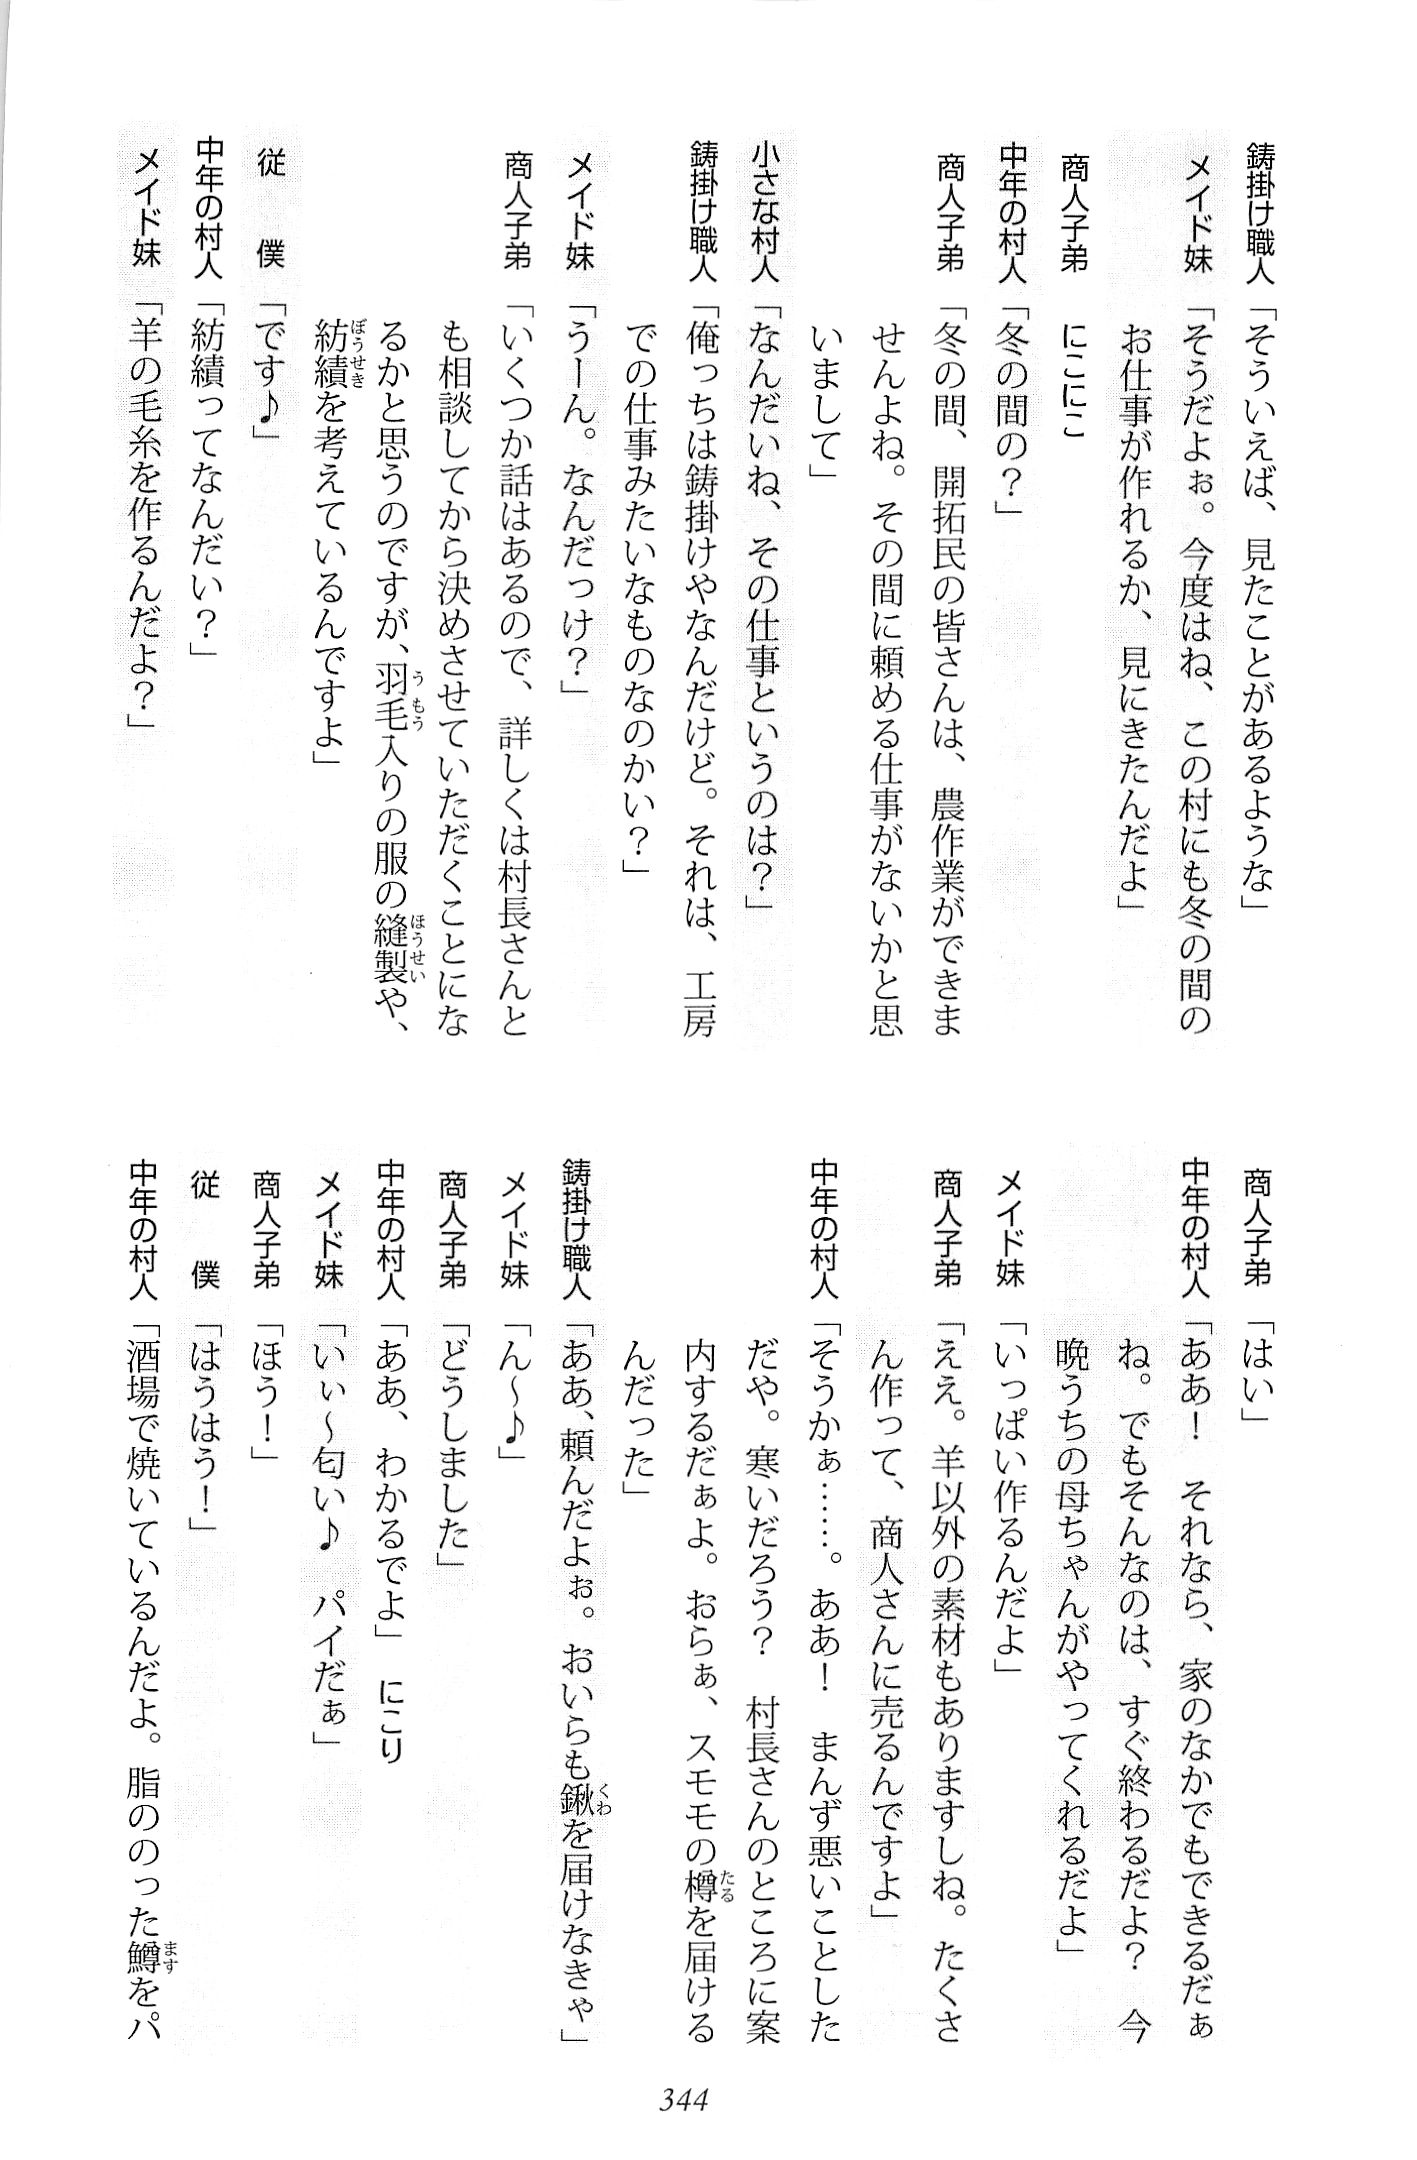 鋳掛け職人「そういえば、見たことがあるような」
メイド妹「そうだよぉ。今度はね、この村にも冬の間の
お仕事が作れるか、見にきたんだよ」
商人子弟　にこにこ
中年の村人「冬の間の？」
商人子弟「冬の間、開拓民の皆さんは、農作業ができま
せんよね。その間に頼める仕事がないかと思
いまして」
小さな村人「なんだいね、その仕事というのは？」
鋳掛け職人「俺っちは鋳掛けやなんだけど。それは、工房
での仕事みたいなものなのかい？」
メイド妹「うーん。なんだっけ？」
商人子弟「いくつか話はあるので、詳しくは村長さんと
も相談してから決めさせていただくことにな
るかと思うのですが、羽毛入りの服の縫製や、
紡績を考えているんですよ」
従　僕「です♪」
中年の村人「紡績ってなんだい？」
メイド妹「羊の毛糸を作るんだよ？」
商人子弟「はい」
中年の村人「ああ！　それなら、家のなかでもできるだぁ
ね。でもそんなのは、すぐ終わるだよ？　今
晩うちの母ちゃんがやってくれるだよ」
メイド妹「いっぱい作るんだよ」
商人子弟「ええ。羊以外の素材もありますしね。たくさ
ん作って、商人さんに売るんですよ」
中年の村人「そうかぁ……。ああ！　まんず悪いことした
だや。寒いだろう？　村長さんのところに案
内するだぁよ。おらぁ、スモモの樽を届ける
んだった」
鋳掛け職人「ああ、頼んだよぉ。おいらも鍬を届けなきゃ」
メイド妹「ん～♪」
商人子弟「どうしました」
中年の村人「ああ、わかるでよ」　にこり
メイド妹「いぃ～匂い♪　パイだぁ」
商人子弟「ほう！」
従　僕「はうはう！」
中年の村人「酒場で焼いているんだよ。脂ののった鱒をパ
344